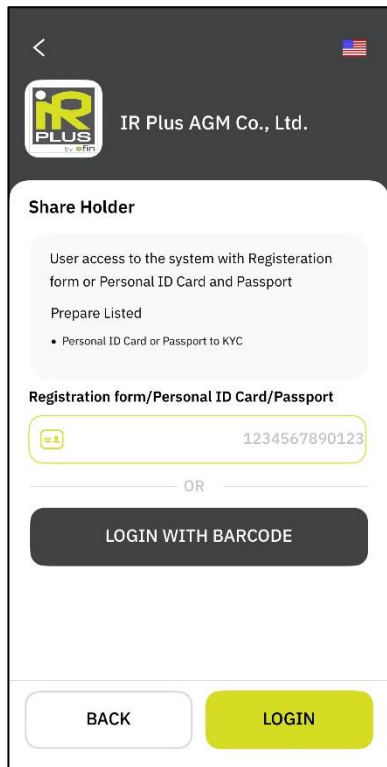 iR
PLUS
by efin
IR Plus AGM Co., Ltd.
Share Holder
User access to the system with Registeration
form or Personal ID Card and Passport
Prepare Listed
• Personal ID Card or Passport to KYC
Registration form/Personal ID Card/Passport
1234567890123
OR
LOGIN WITH BARCODE
BACK
LOGIN